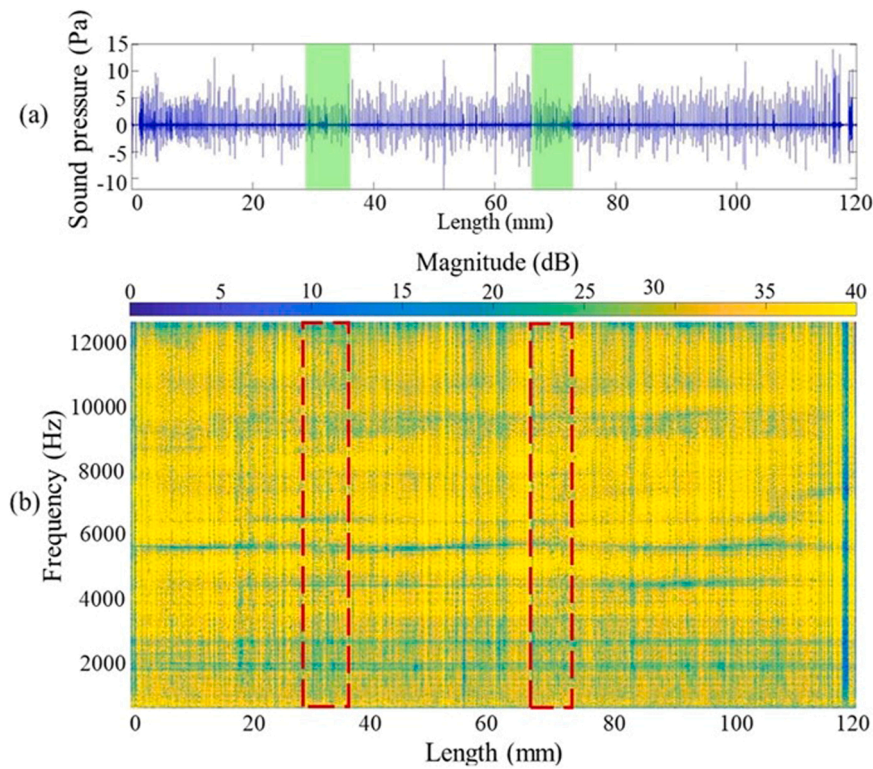 (a)
Sound pressure (Pa)
15
10
5
0
-5
-10
0 20 40 60 80 100 120
Length (mm)
Magnitude (dB)
0 5 10 15 20 25 30 35 40
(b)
Frequency (Hz)
12000
10000
8000
6000
4000
2000
0 20 40 60 80 100 120
Length (mm)